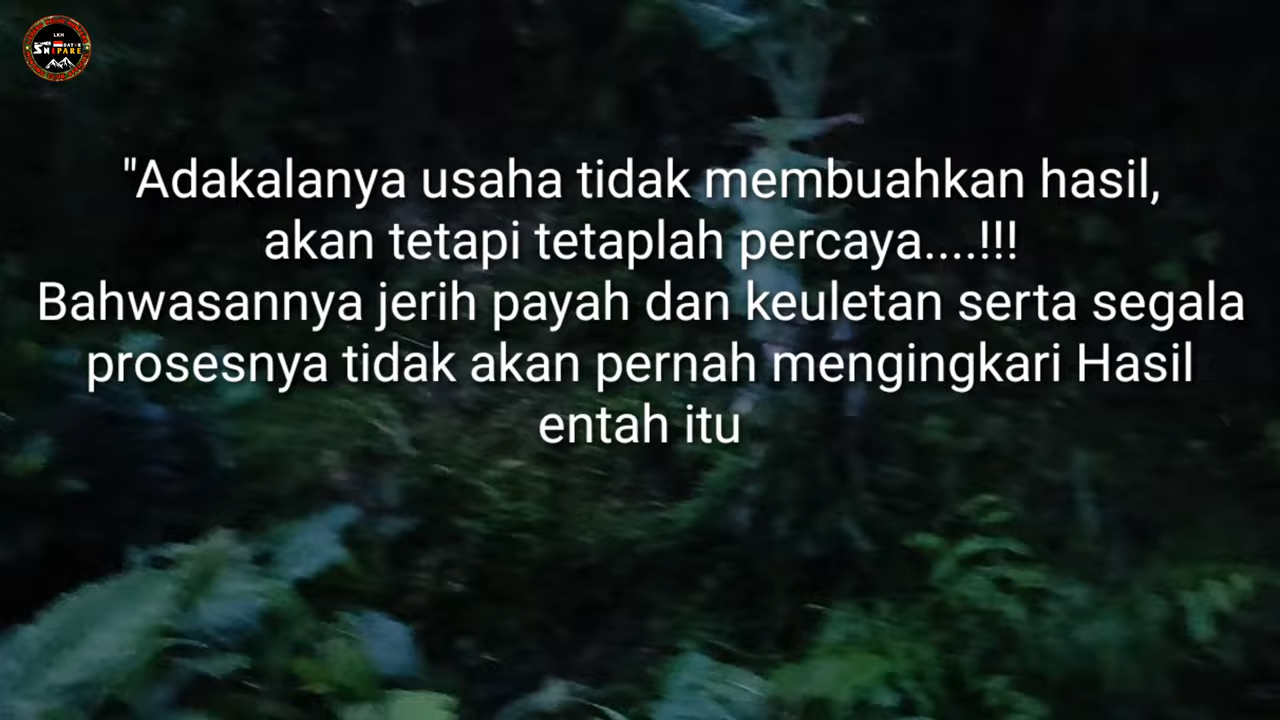 LKH
"Adakalanya usaha tidak membuahkan hasil,
akan tetapi tetaplah percaya....!!!
Bahwasannya jerih payah dan keuletan serta segala
prosesnya tidak akan pernah mengingkari Hasil
entah itu